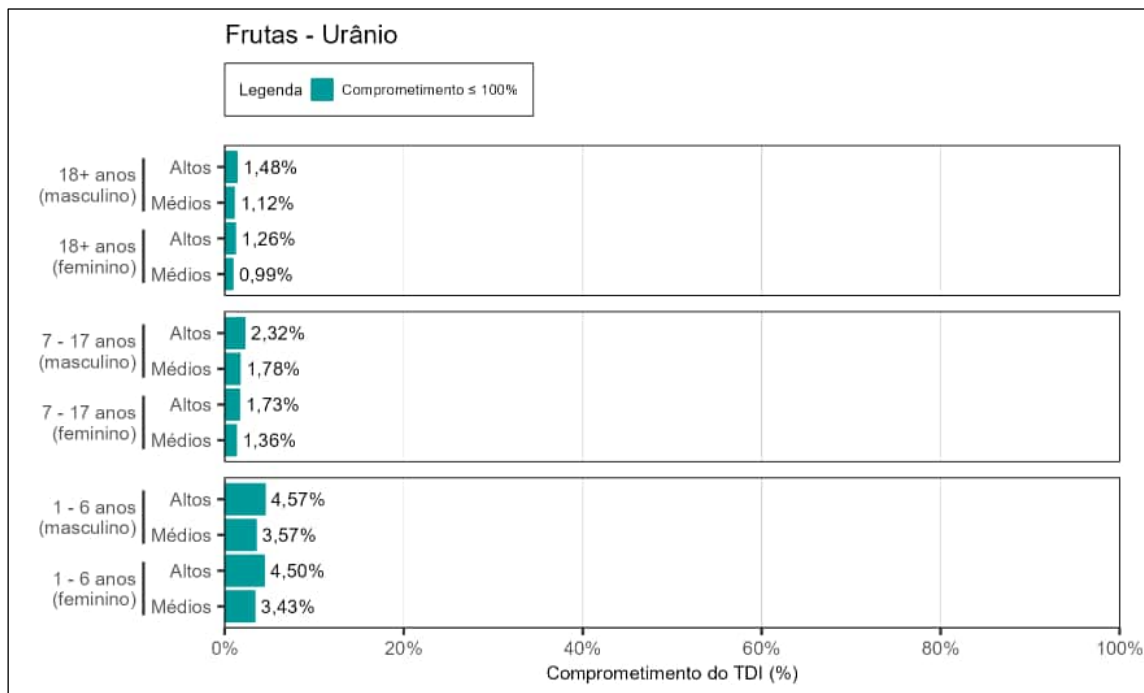 Frutas - Urânio
Legenda Comprometimento ≤ 100%
18+ anos
(masculino)
Altos 1,48%
Médios 1,12%
18+ anos
(feminino)
Altos 1,26%
Médios 0,99%
7 - 17 anos
(masculino)
Altos 2,32%
Médios 1,78%
7 - 17 anos
(feminino)
Altos 1,73%
Médios 1,36%
1 - 6 anos
(masculino)
Altos 4,57%
Médios 3,57%
1 - 6 anos
(feminino)
Altos 4,50%
Médios 3,43%
0% 20% 40% 60% 80% 100%
Comprometimento do TDI (%)